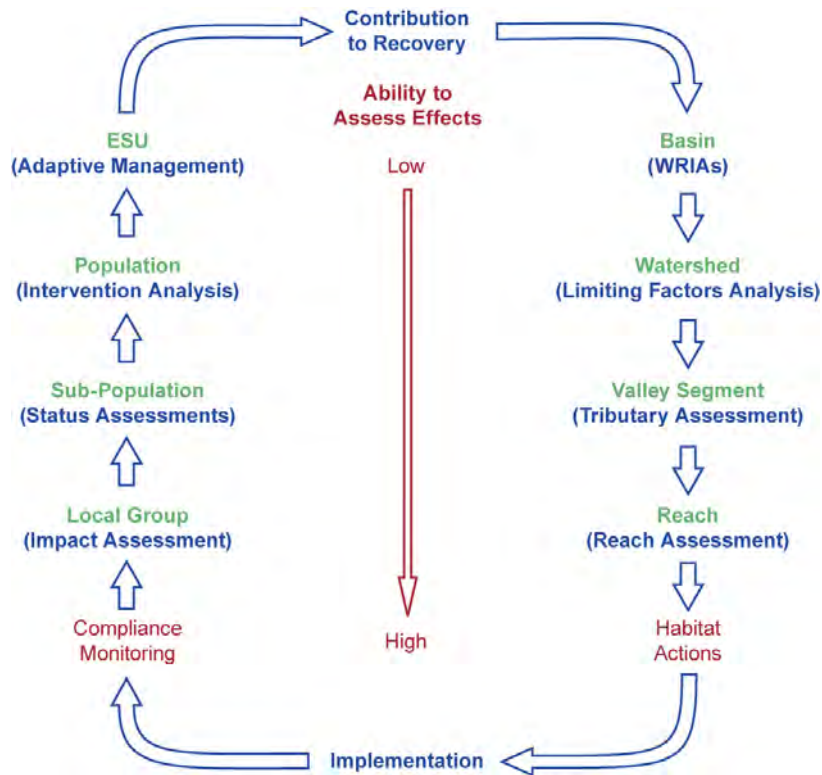 Contribution
to Recovery
Ability to
Assess Effects
Low
High
ESU
(Adaptive Management)
Population
(Intervention Analysis)
Sub-Population
(Status Assessments)
Local Group
(Impact Assessment)
Compliance
Monitoring
Basin
(WRIAs)
Watershed
(Limiting Factors Analysis)
Valley Segment
(Tributary Assessment)
Reach
(Reach Assessment)
Habitat
Actions
Implementation